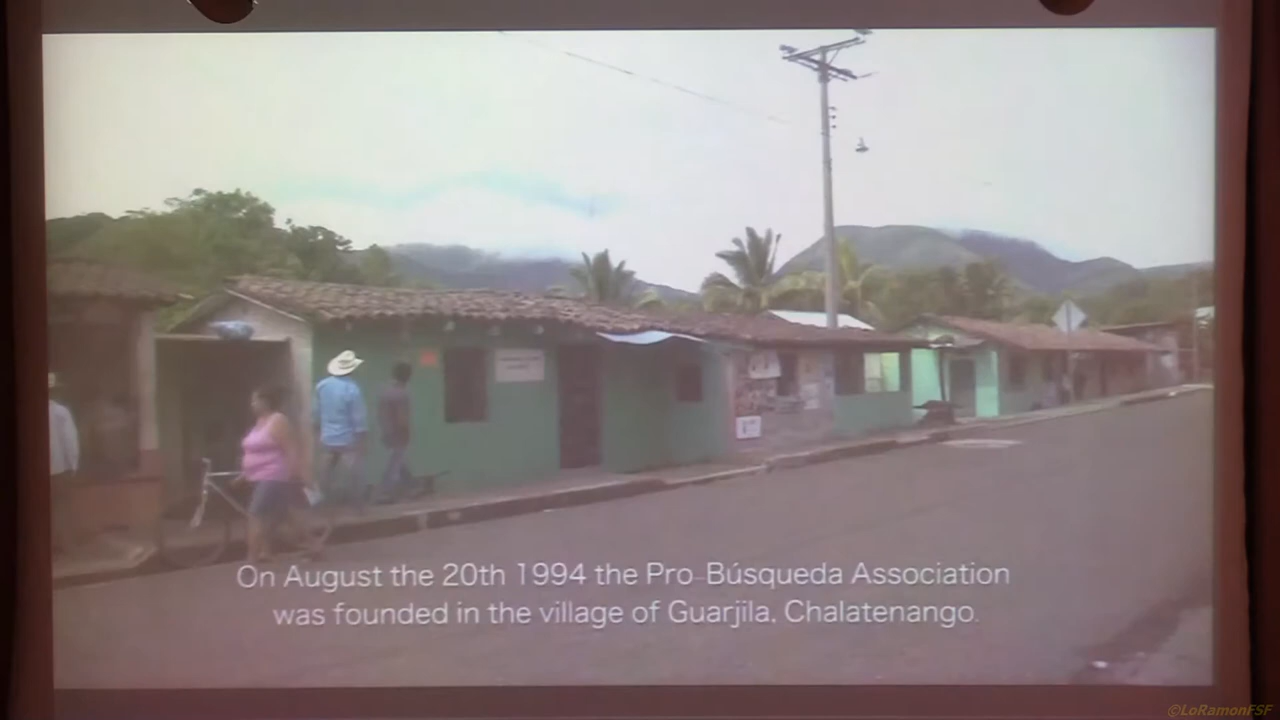 On August the 20th 1994 the Pro-Búsqueda Association
was founded in the village of Guarjila, Chalatenango.
©LoRamonFSF